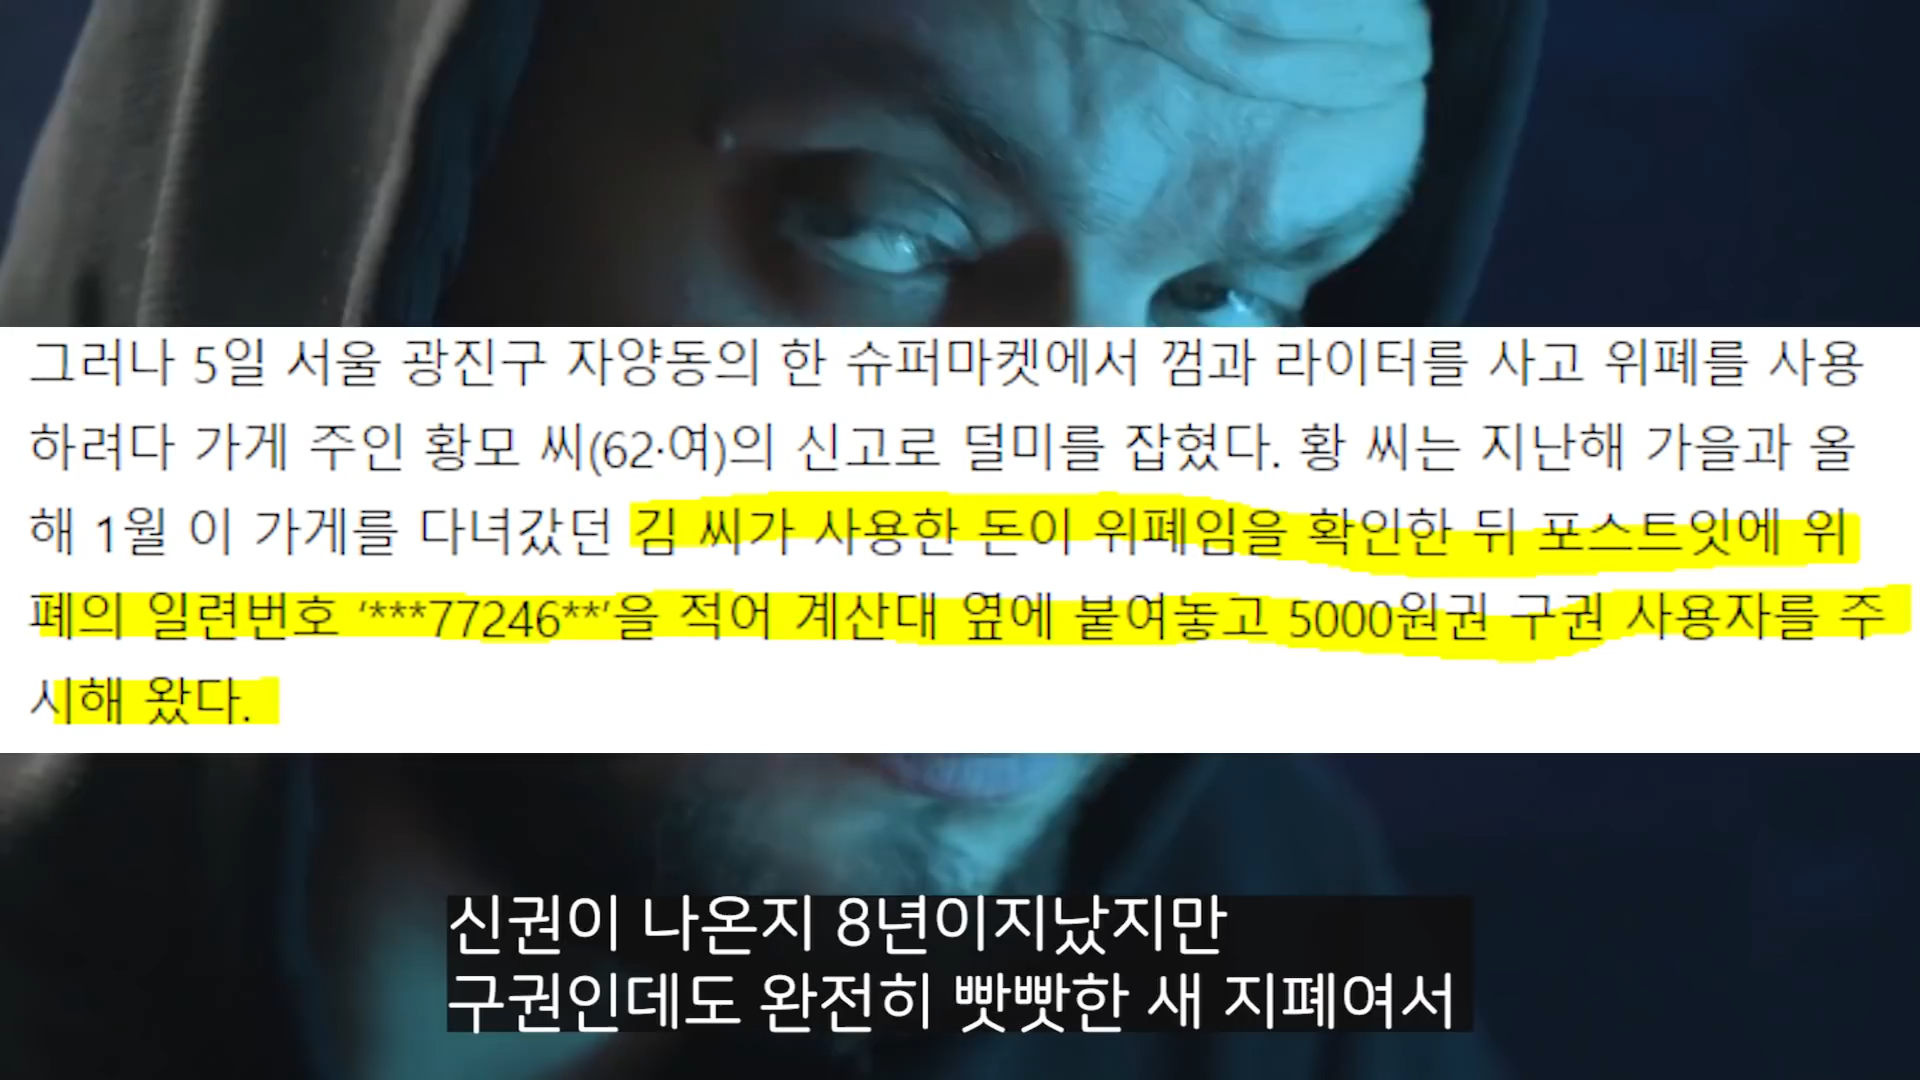 그러나 5일 서울 광진구 자양동의 한 슈퍼마켓에서 껌과 라이터를 사고 위폐를 사용
하려다 가게 주인 황모 씨(62·여)의 신고로 덜미를 잡혔다. 황 씨는 지난해 가을과 올
해 1월 이 가게를 다녀갔던 김 씨가 사용한 돈이 위폐임을 확인한 뒤 포스트잇에 위
폐의 일련번호 '***77246**'을 적어 계산대 옆에 붙여놓고 5000원권 구권 사용자를 주
시해 왔다.
신권이 나온지 8년이지났지만
구권인데도 완전히 빳빳한 새 지폐여서